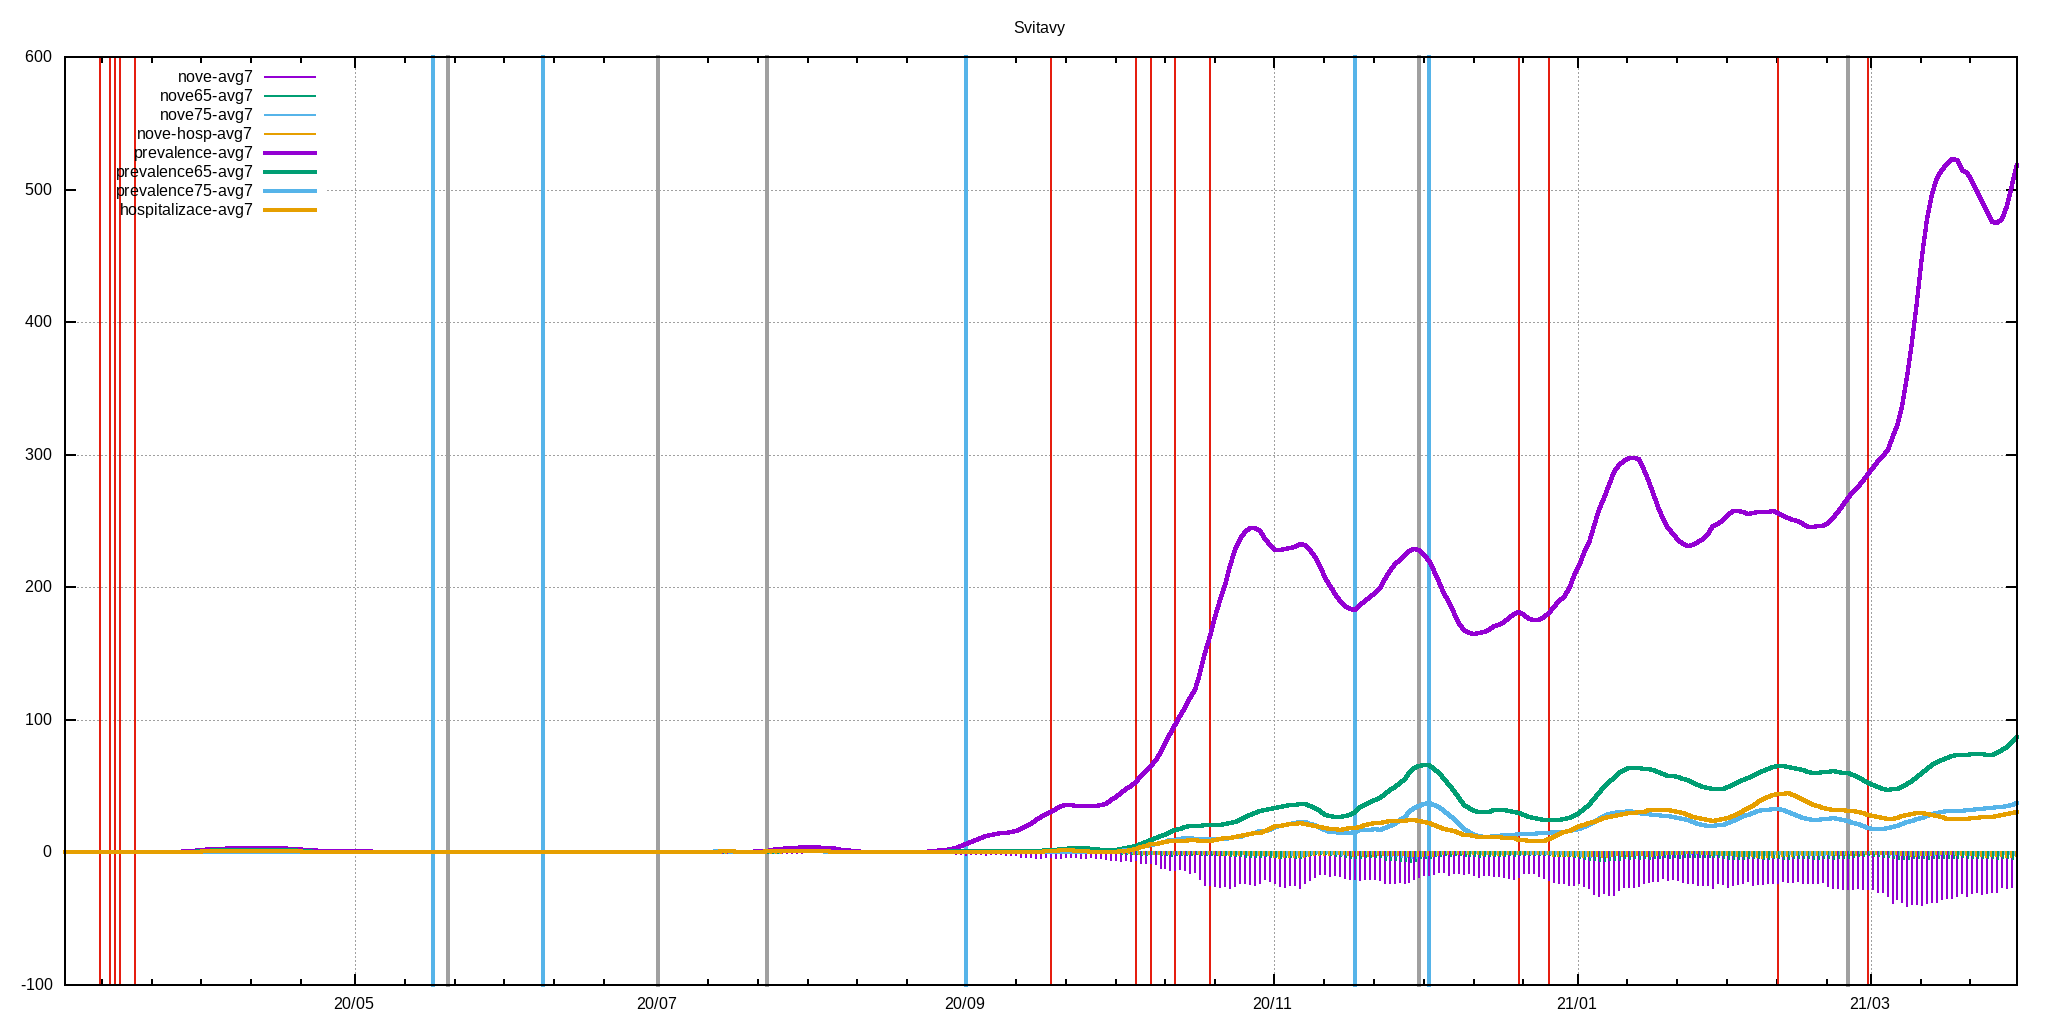 Svitavy
600
nove-avg7
nove65-avg7
nove75-avg7
nove-hosp-avg7
prevalence-avg7
prevalence65-avg7
prevalence75-avg7
hospitalizace-avg7
500
400
300
200
100
0
-100
20/05 20/07 20/09 20/11 21/01 21/03